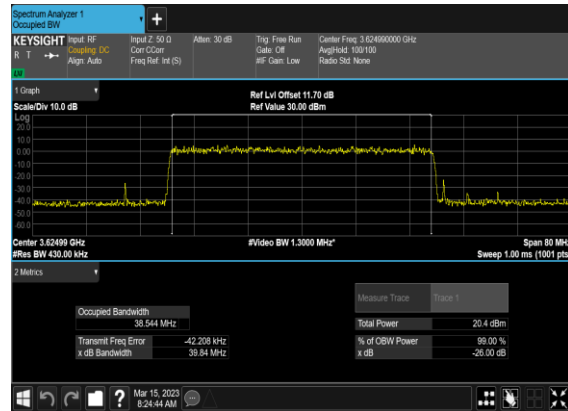 Spectrum Analyzer 1
Occupied BW
+
KEYSIGHT Input: RF Input Z: 50 Ω Atten: 30 dB Trig: Free Run Center Freq: 3.624990000 GHz
R T Coupling: DC Corr CCorr Gate: Off Avg|Hold: 100/100
Align: Auto Freq Ref: Int (S) #IF Gain: Low Radio Std: None
LXI
1 Graph
Ref Lvl Offset 11.70 dB
Scale/Div 10.0 dB Ref Value 30.00 dBm
Log
20.0
10.0
0.00
-10.0
-20.0
-30.0
-40.0
-50.0
-60.0
Center 3.62499 GHz #Video BW 1.3000 MHz* Span 80 MHz
#Res BW 430.00 kHz Sweep 1.00 ms (1001 pts
2 Metrics
Measure Trace Trace 1
Occupied Bandwidth
38.544 MHz
Total Power 20.4 dBm
Transmit Freq Error -42.208 kHz % of OBW Power 99.00 %
x dB Bandwidth 39.84 MHz x dB -26.00 dB
? Mar 15, 2023
8:24:44 AM